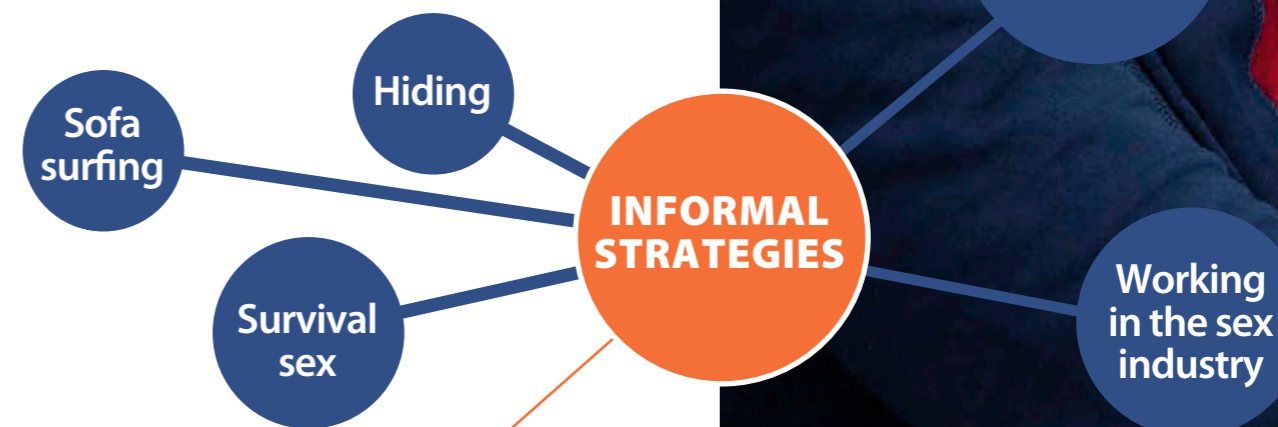 Hiding
Sofa
surfing
INFORMAL
STRATEGIES
Survival
sex
Working
in the sex
industry